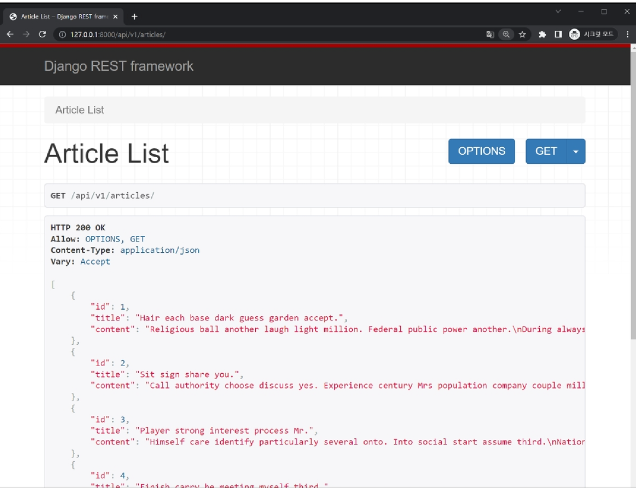 Article List – Django REST fram
127.0.0.1:8000/api/v1/articles/
시크릿 모드
Django REST framework
Article List
Article List
OPTIONS
GET
GET /api/v1/articles/
HTTP 200 OK
Allow: OPTIONS, GET
Content-Type: application/json
Vary: Accept
[
{
"id": 1,
"title": "Hair each base dark guess garden accept.",
"content": "Religious ball another laugh light million. Federal public power another.\nDuring always
},
{
"id": 2,
"title": "Sit sign share you.",
"content": "Call authority choose discuss yes. Experience century Mrs population company couple mill
},
{
"id": 3,
"title": "Player strong interest process Mr.",
"content": "Himself care identify particularly several onto. Into social start assume third.\nNation
},
{
"id": 4,
"title": "Finish carry be meeting myself third."